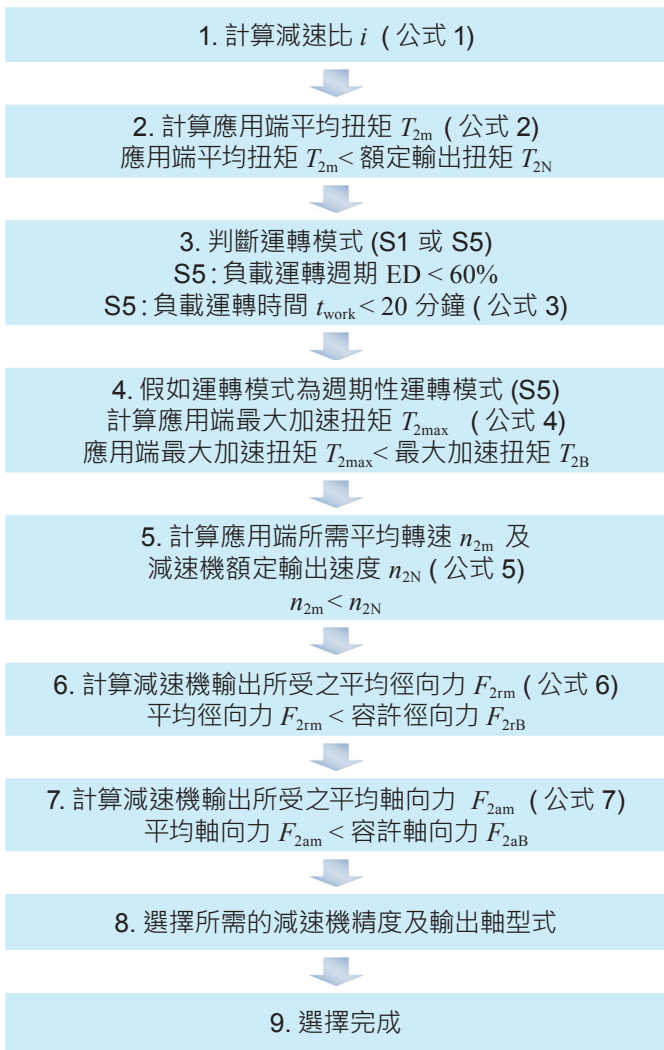 1. 計算減速比 i ( 公式 1)
2. 計算應用端平均扭矩 T2m ( 公式 2)
應用端平均扭矩 T2m< 額定輸出扭矩 T2N
3. 判斷運轉模式 (S1 或 S5)
S5 : 負載運轉週期 ED < 60%
S5 : 負載運轉時間 twork< 20 分鐘 ( 公式 3)
4. 假如運轉模式為週期性運轉模式 (S5)
計算應用端最大加速扭矩 T2max ( 公式 4)
應用端最大加速扭矩 T2max< 最大加速扭矩 T2B
5. 計算應用端所需平均轉速 n2m 及
減速機額定輸出速度 n2N ( 公式 5)
n2m < n2N
6. 計算減速機輸出所受之平均徑向力 F2rm ( 公式 6)
平均徑向力 F2rm < 容許徑向力 F2rB
7. 計算減速機輸出所受之平均軸向力 F2am ( 公式 7)
平均軸向力 F2am < 容許軸向力 F2aB
8. 選擇所需的減速機精度及輸出軸型式
9. 選擇完成